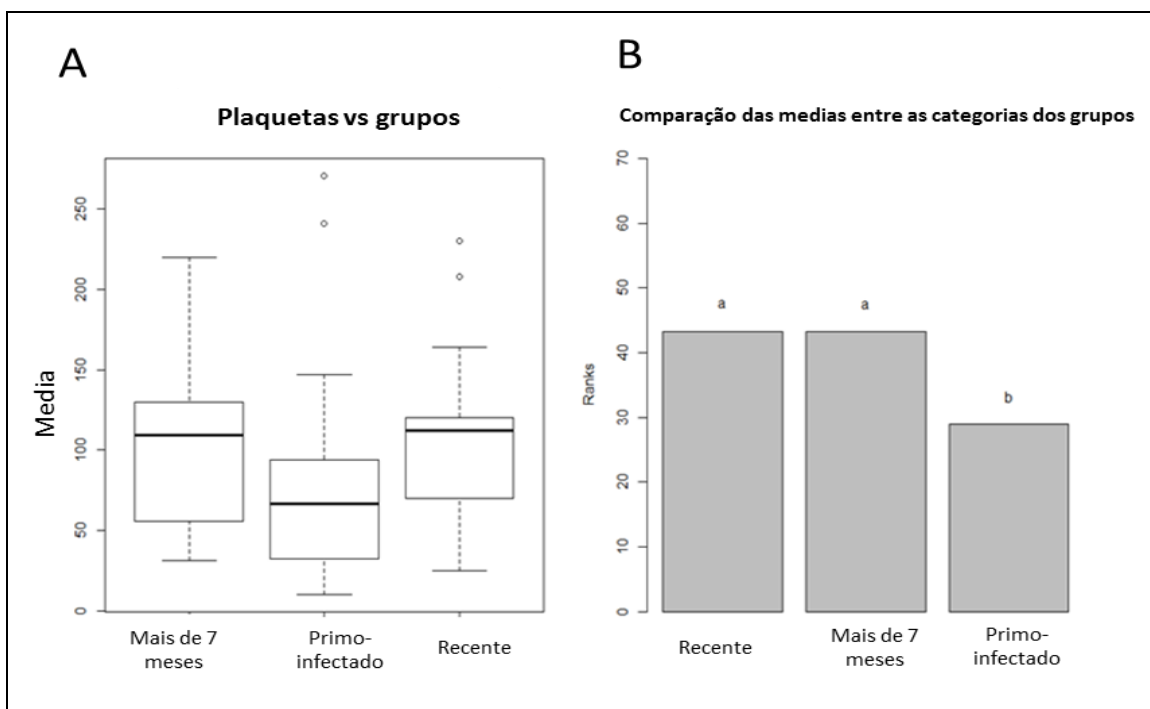 A
Plaquetas vs grupos
Media
250
200
150
100
50
0
Mais de 7
meses
Primo-
infectado
Recente
B
Comparação das medias entre as categorias dos grupos
Ranks
70
60
50
40
30
20
10
0
a
a
b
Recente
Mais de 7
meses
Primo-
infectado